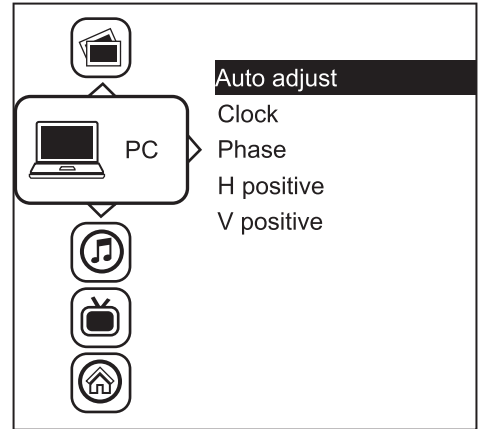 Auto adjust
Clock
PC
Phase
H positive
V positive